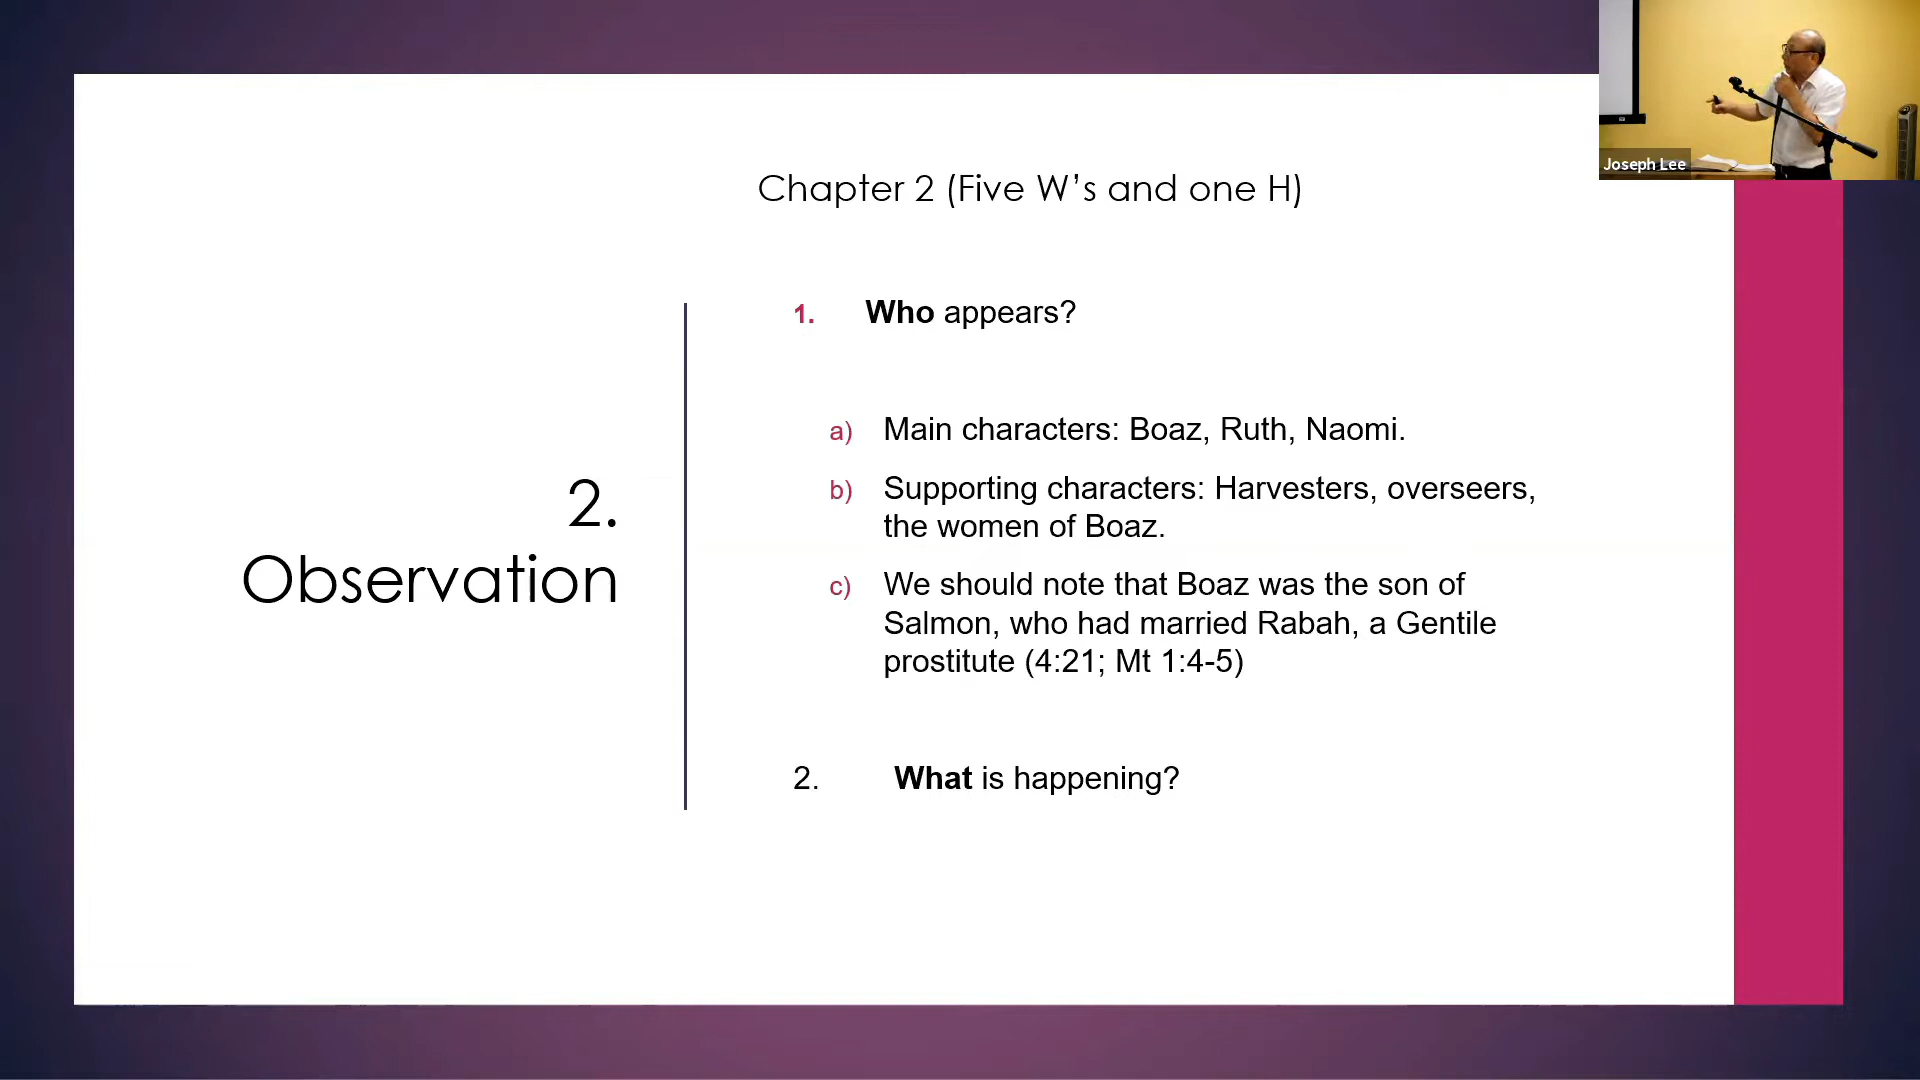 Joseph Lee
Chapter 2 (Five W’s and one H)
2.
Observation
1. Who appears?
a) Main characters: Boaz, Ruth, Naomi.
b) Supporting characters: Harvesters, overseers,
the women of Boaz.
c) We should note that Boaz was the son of
Salmon, who had married Rabah, a Gentile
prostitute (4:21; Mt 1:4-5)
2. What is happening?